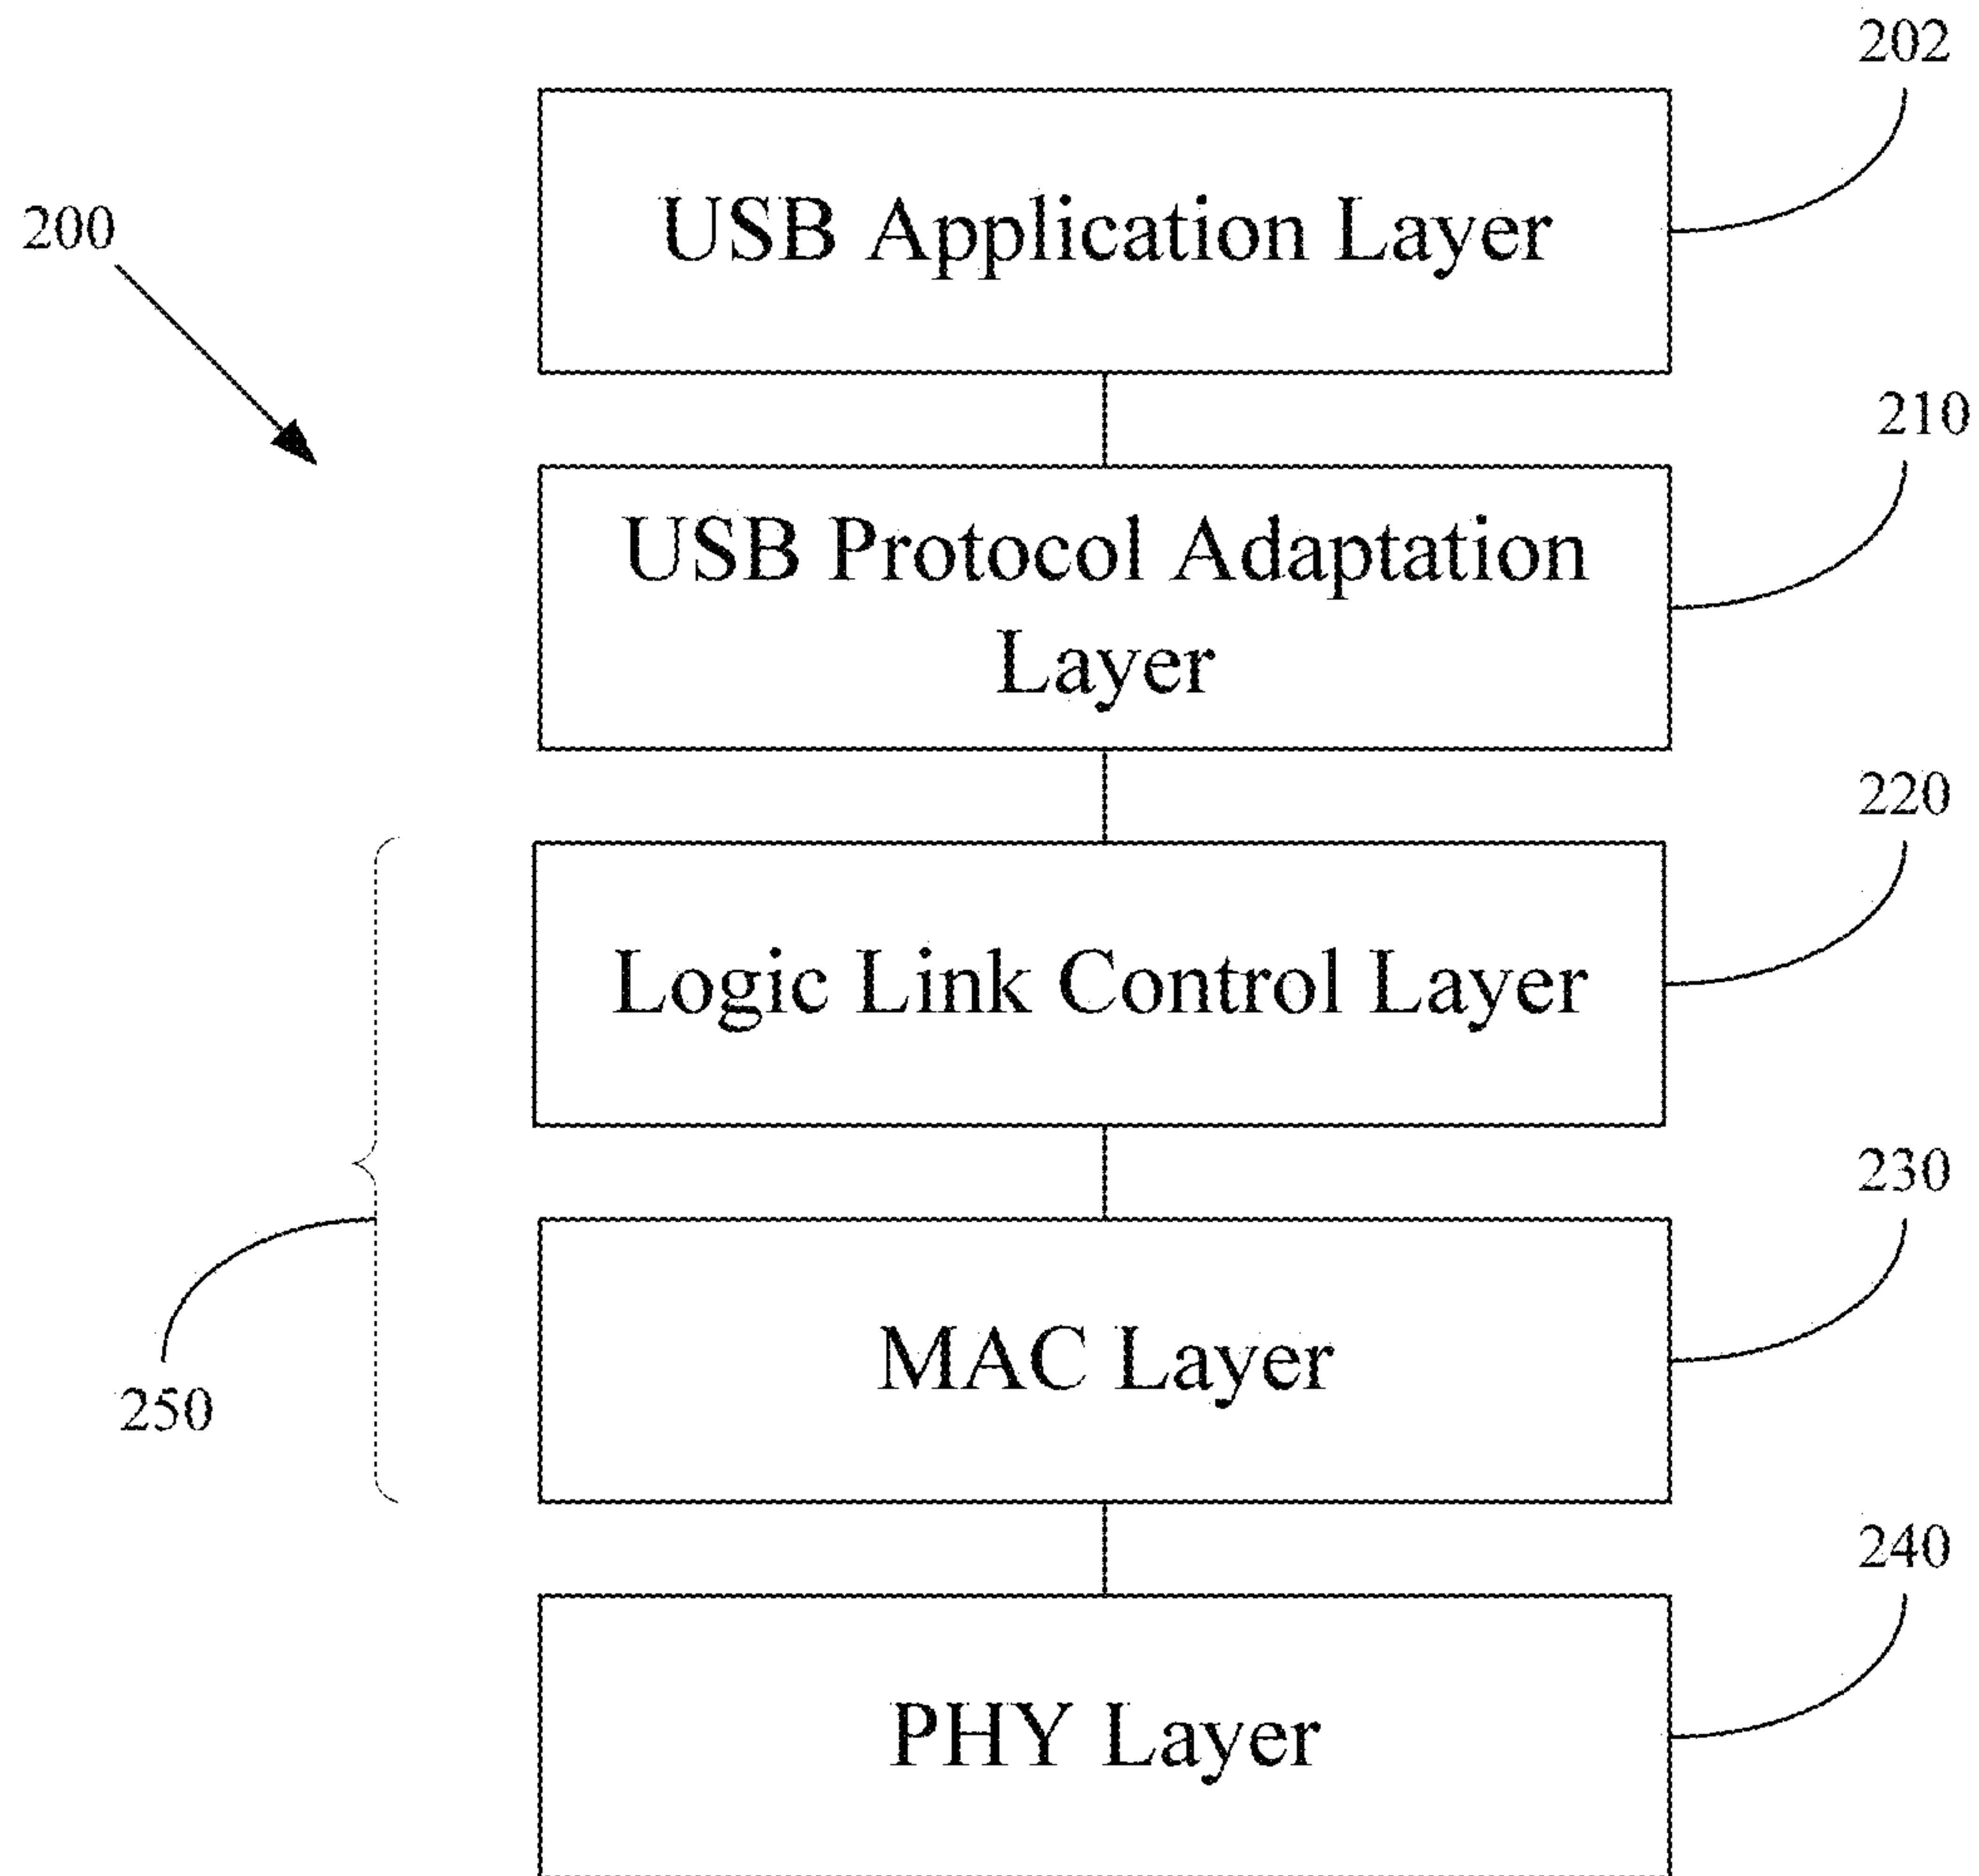 202
USB Application Layer
200
210
USB Protocol Adaptation
Layer
220
Logic Link Control Layer
230
MAC Layer
250
240
PHY Layer